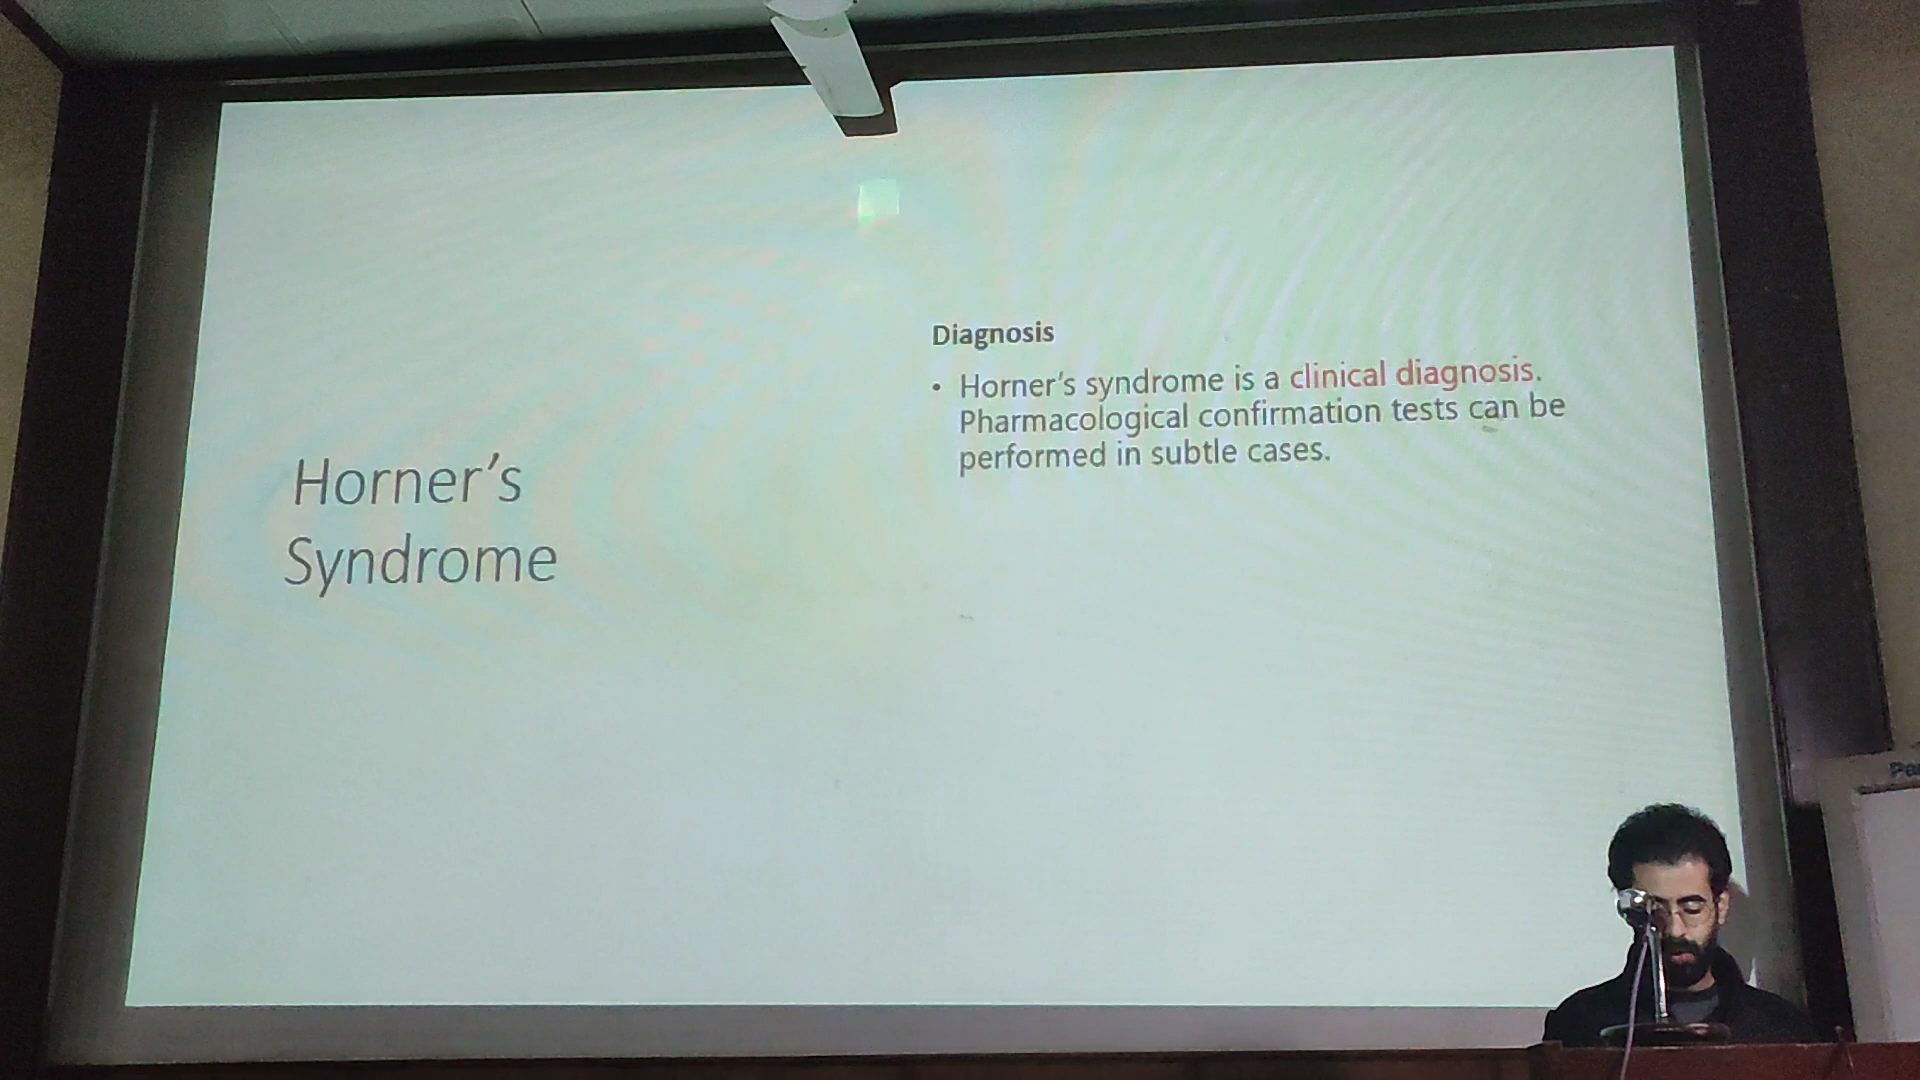 Horner's
Syndrome
Diagnosis
• Horner's syndrome is a clinical diagnosis.
Pharmacological confirmation tests can be
performed in subtle cases.